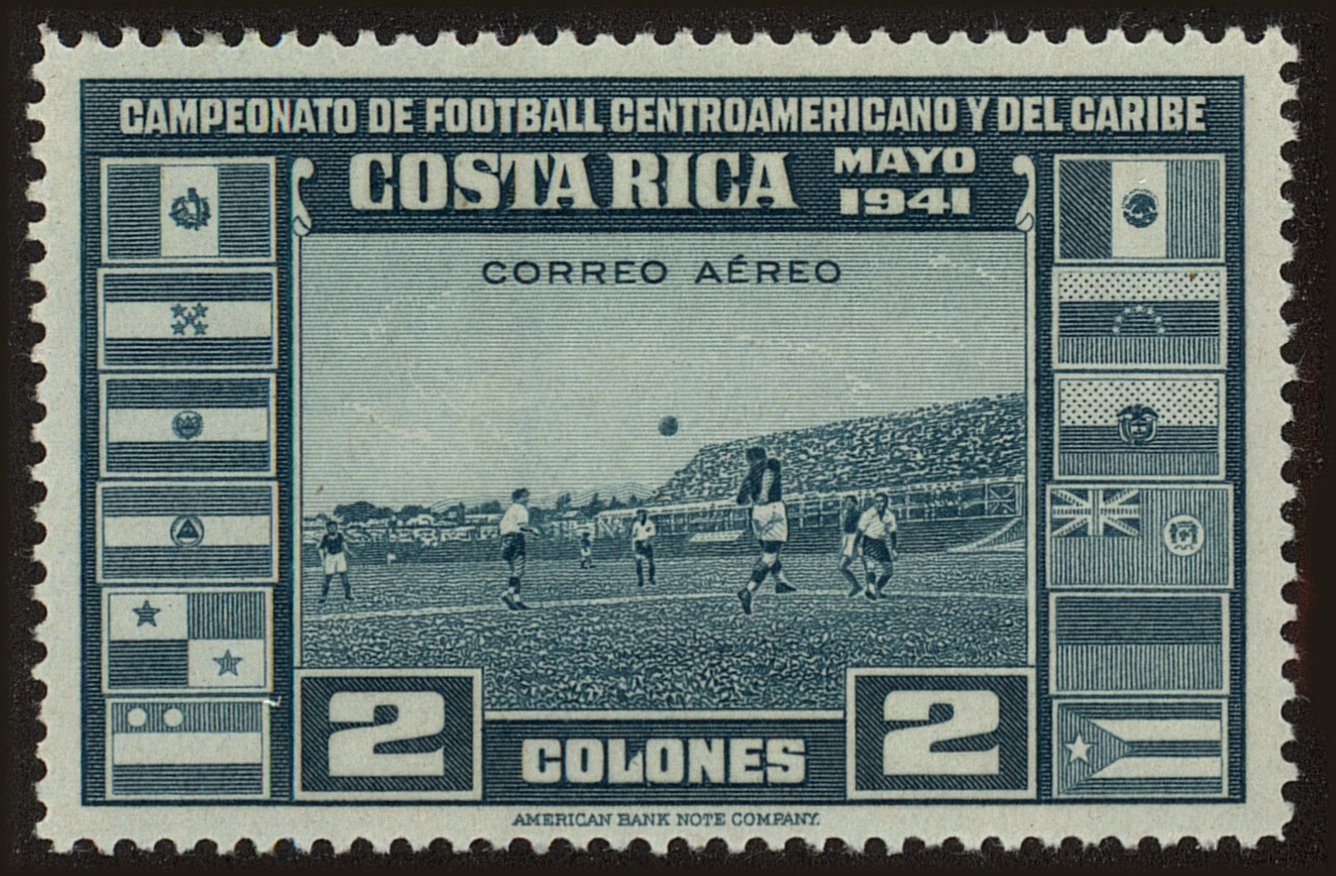 CAMPEONATO DE FOOTBALL CENTROAMERICANO Y DEL CARIBE
COSTA RICA MAYO 1941
CORREO AÉREO
2 COLONES 2
AMERICAN BANK NOTE COMPANY.